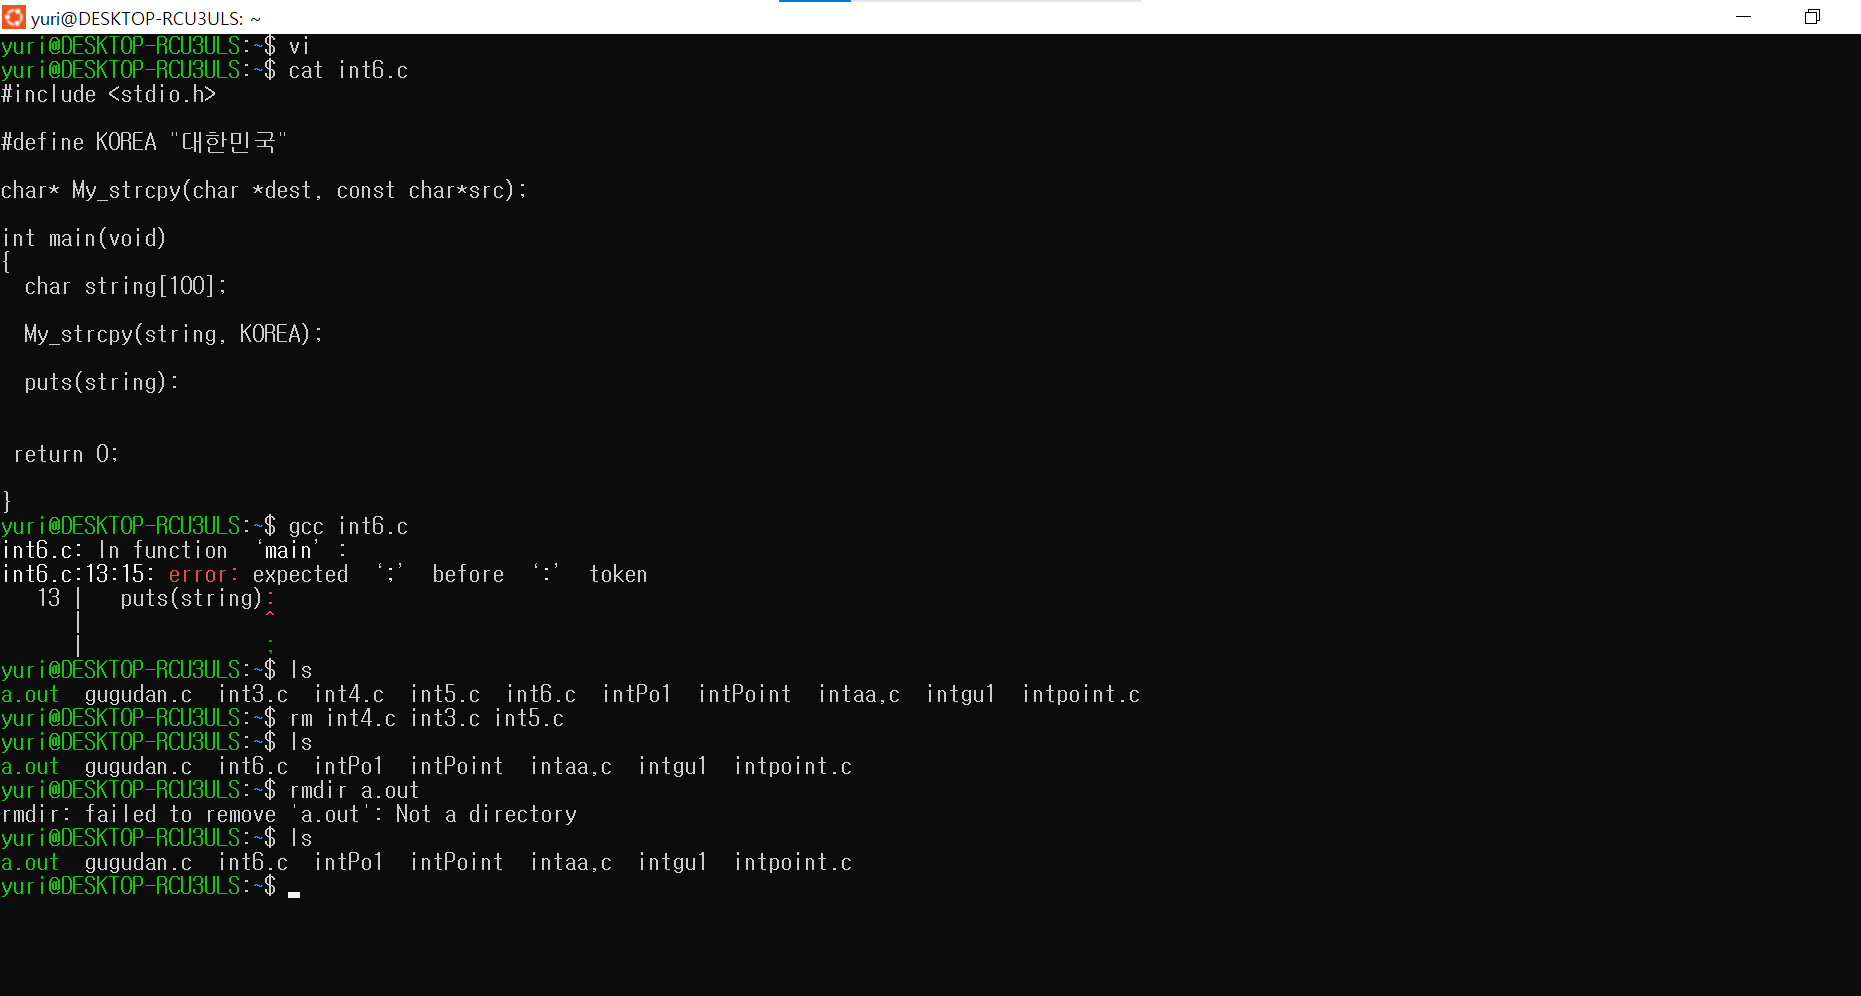 yuri@DESKTOP-RCU3ULS: ~
yuri@DESKTOP-RCU3ULS:~$ vi
yuri@DESKTOP-RCU3ULS:~$ cat int6.c
#include <stdio.h>
#define KOREA "대한민국"
char* My_strcpy(char *dest, const char*src);
int main(void)
{
char string[100];
My_strcpy(string, KOREA);
puts(string):
return 0;
}
yuri@DESKTOP-RCU3ULS:~$ gcc int6.c
int6.c: In function ‘main’ :
int6.c:13:15: error: expected ‘;’ before ‘:’ token
13 | puts(string):
| ^
| ;
yuri@DESKTOP-RCU3ULS:~$ ls
a.out gugudan.c int3.c int4.c int5.c int6.c intPo1 intPoint intaa,c intgu1 intpoint.c
yuri@DESKTOP-RCU3ULS:~$ rm int4.c int3.c int5.c
yuri@DESKTOP-RCU3ULS:~$ ls
a.out gugudan.c int6.c intPo1 intPoint intaa,c intgu1 intpoint.c
yuri@DESKTOP-RCU3ULS:~$ rmdir a.out
rmdir: failed to remove 'a.out': Not a directory
yuri@DESKTOP-RCU3ULS:~$ ls
a.out gugudan.c int6.c intPo1 intPoint intaa,c intgu1 intpoint.c
yuri@DESKTOP-RCU3ULS:~$